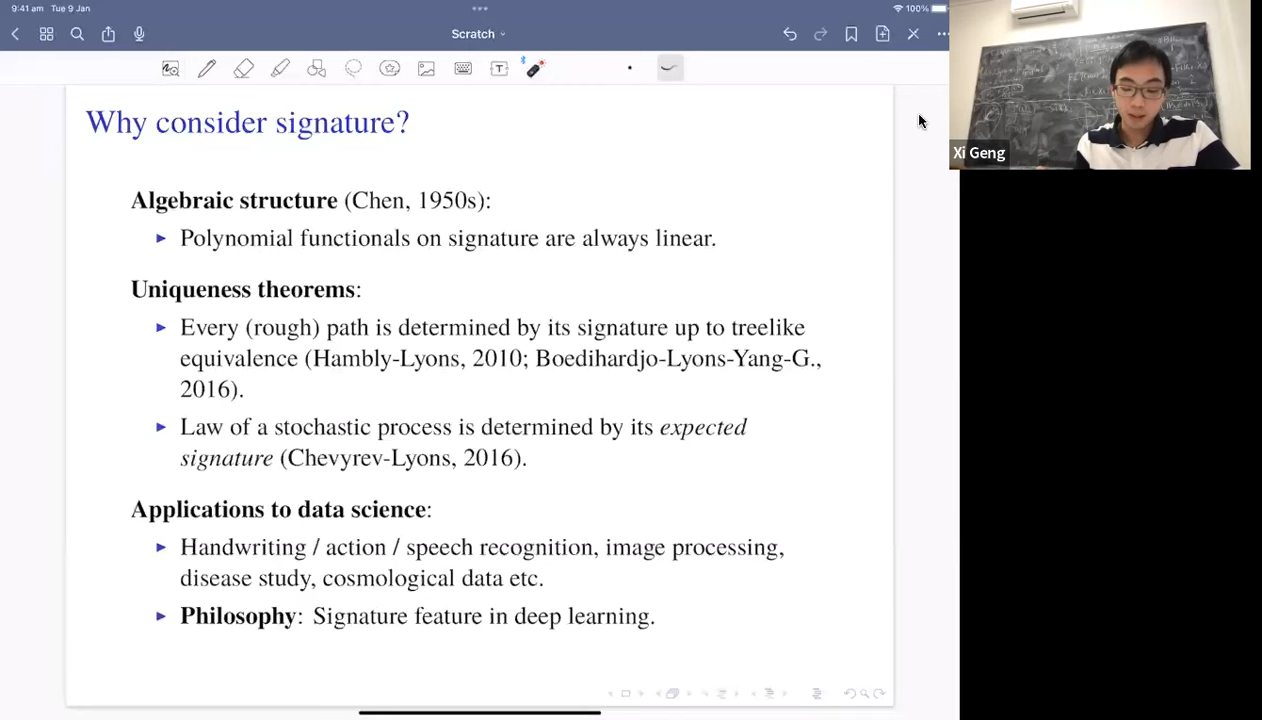 9:41 am Tue 9 Jan
100%
Scratch
Why consider signature?
Algebraic structure (Chen, 1950s):
Polynomial functionals on signature are always linear.
Uniqueness theorems:
Every (rough) path is determined by its signature up to treelike
equivalence (Hambly-Lyons, 2010; Boedihardjo-Lyons-Yang-G.,
2016).
Law of a stochastic process is determined by its expected
signature (Chevyrev-Lyons, 2016).
Applications to data science:
Handwriting / action / speech recognition, image processing,
disease study, cosmological data etc.
Philosophy: Signature feature in deep learning.
Xi Geng